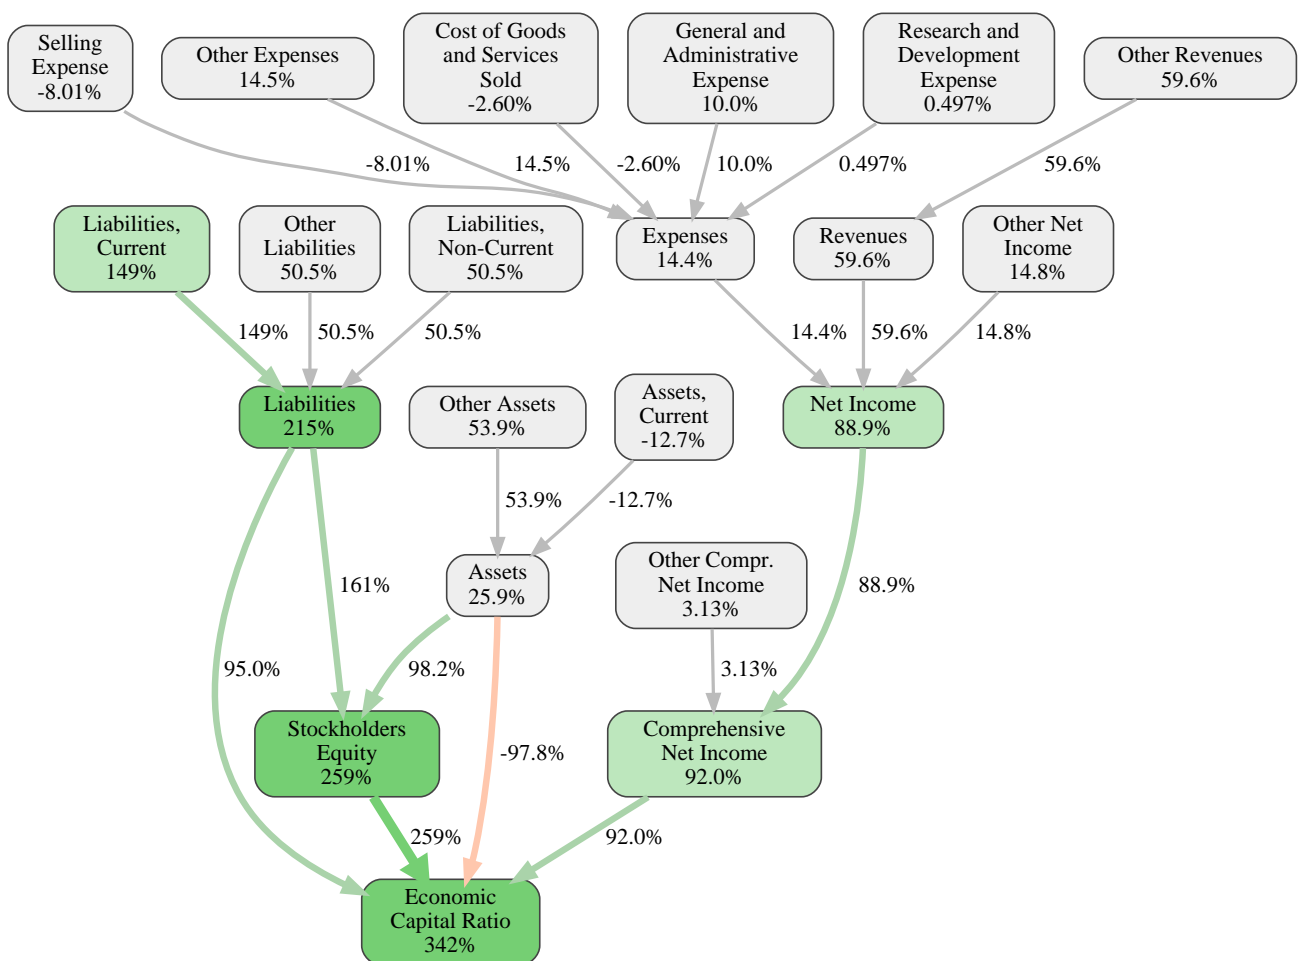 Selling
Expense
-8.01%
Other Expenses
14.5%
Cost of Goods
and Services
Sold
-2.60%
General and
Administrative
Expense
10.0%
Research and
Development
Expense
0.497%
Other Revenues
59.6%
-8.01%
14.5%
-2.60%
10.0%
0.497%
59.6%
Liabilities,
Current
149%
Other
Liabilities
50.5%
Liabilities,
Non-Current
50.5%
Expenses
14.4%
Revenues
59.6%
Other Net
Income
14.8%
149%
50.5%
50.5%
14.4%
59.6%
14.8%
Liabilities
215%
Other Assets
53.9%
Assets,
Current
-12.7%
Net Income
88.9%
53.9%
-12.7%
Assets
25.9%
Other Compr.
Net Income
3.13%
161%
88.9%
95.0%
98.2%
3.13%
Stockholders
Equity
259%
-97.8%
Comprehensive
Net Income
92.0%
259%
92.0%
Economic
Capital Ratio
342%